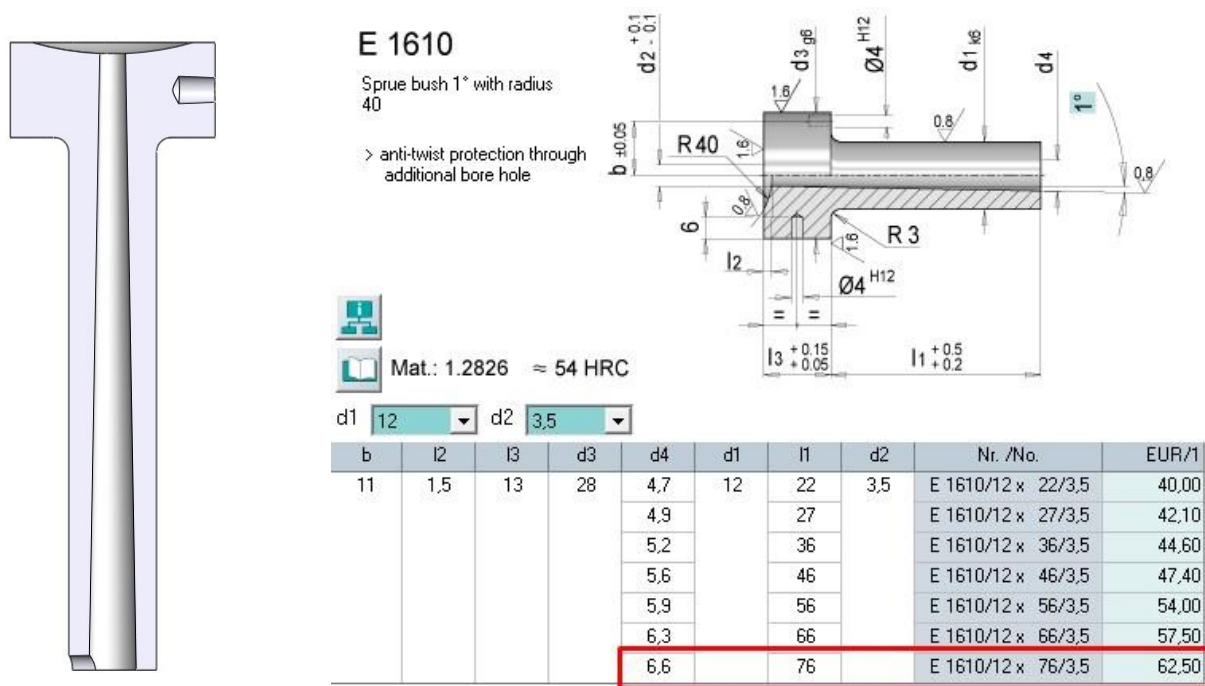 E 1610
Sprue bush 1° with radius
40
> anti-twist protection through
additional bore hole
d2 +0.1 -0.1
d3 g6
Ø4 H12
d1 k6
d4
1°
1.6
0.8
b ±0.05
1.6
R 40
0.8
0.8
6
R 3
1.6
l2
Ø4 H12
= =
l3 +0.15 +0.05
l1 +0.5 +0.2
i
Mat.: 1.2826 ≈ 54 HRC
d1 12 d2 3,5
b l2 l3 d3 d4 d1 l1 d2 Nr. /No. EUR/1
11 1,5 13 28 4,7 12 22 3,5 E 1610/12 x 22/3,5 40,00
4,9 27 E 1610/12 x 27/3,5 42,10
5,2 36 E 1610/12 x 36/3,5 44,60
5,6 46 E 1610/12 x 46/3,5 47,40
5,9 56 E 1610/12 x 56/3,5 54,00
6,3 66 E 1610/12 x 66/3,5 57,50
6,6 76 E 1610/12 x 76/3,5 62,50